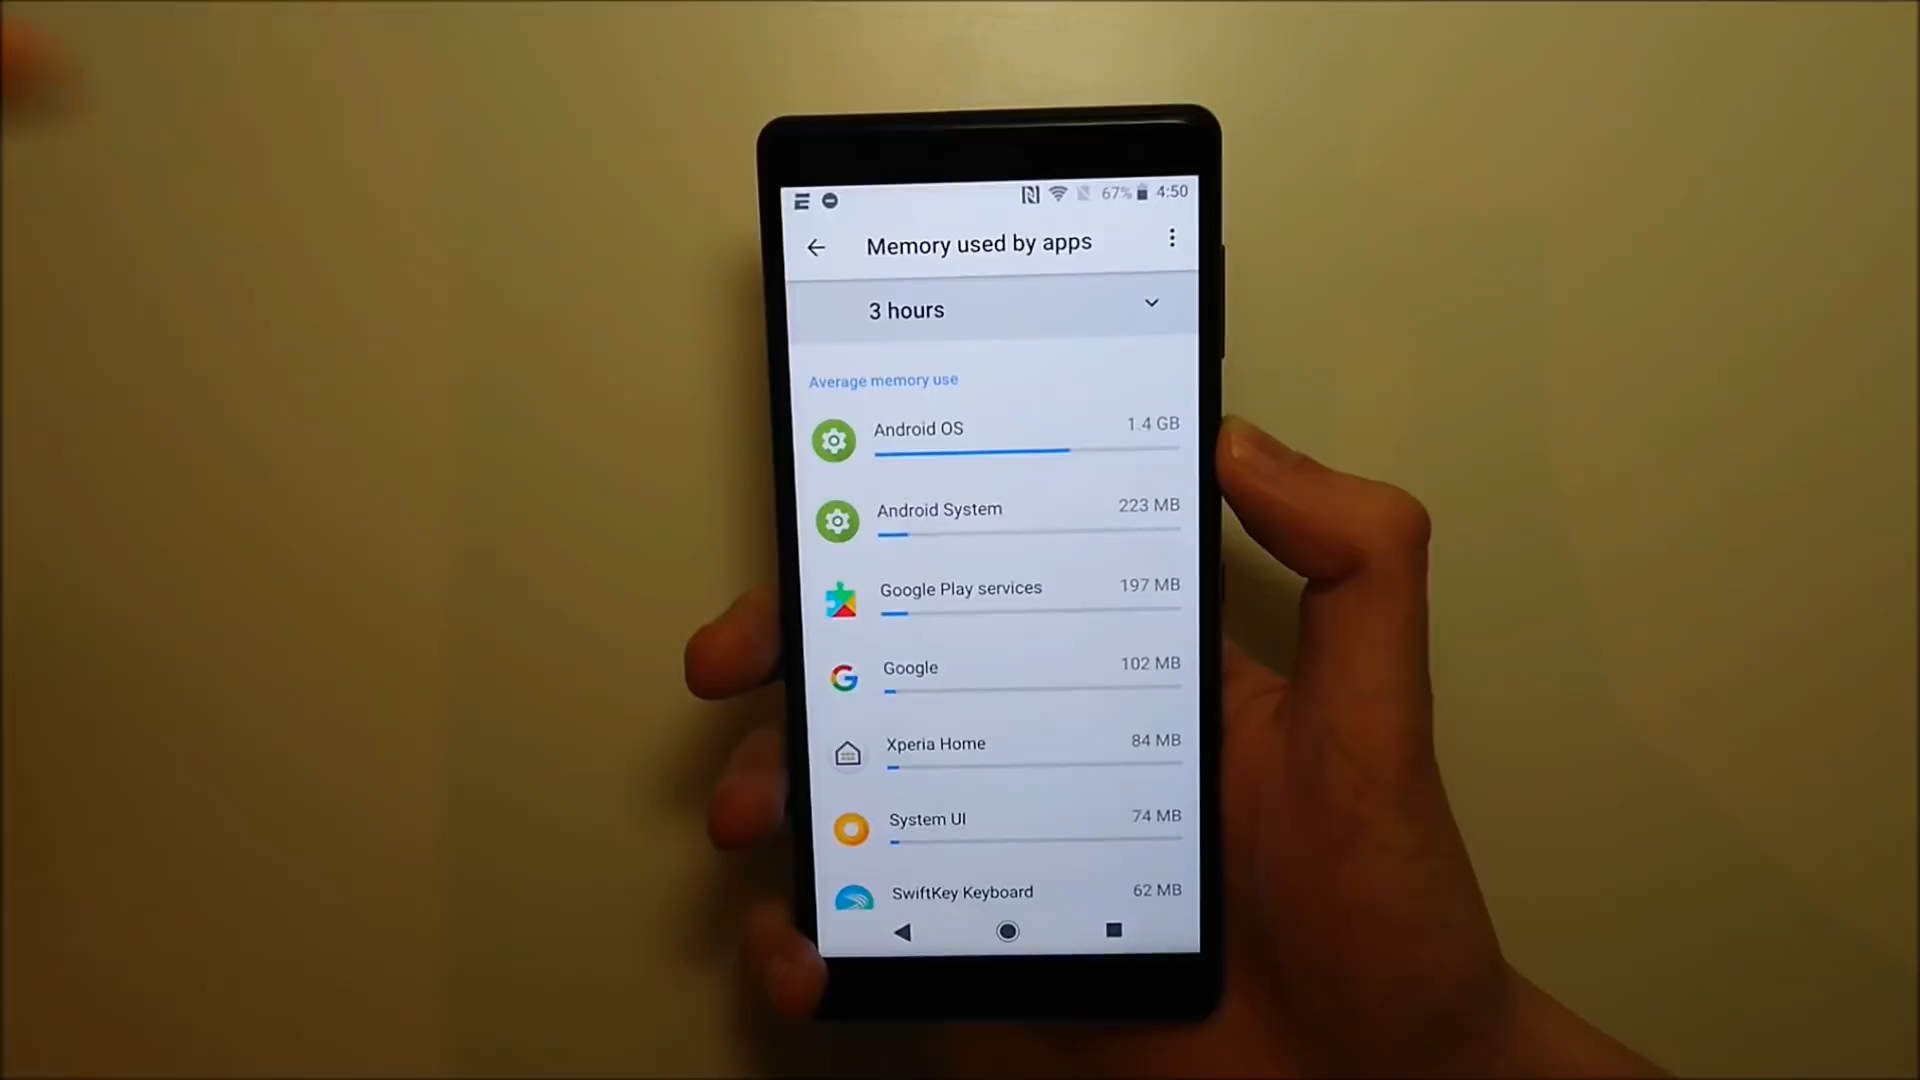 67% 4:50
Memory used by apps
3 hours
Average memory use
Android OS 1.4 GB
Android System 223 MB
Google Play services 197 MB
Google 102 MB
Xperia Home 84 MB
System UI 74 MB
SwiftKey Keyboard 62 MB